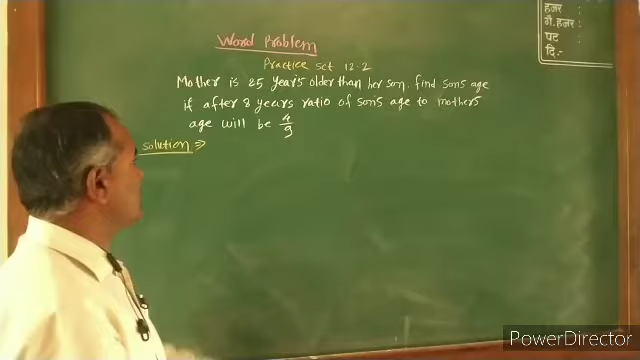 Word Problem
Practice Set 12.2
Mother is 25 years older than her son. find sons age
if after 8 years ratio of sons age to mothers
age will be 4/9
Solution ⇒
हजर :
गै.हजर :
पट :
दि.-
PowerDirector